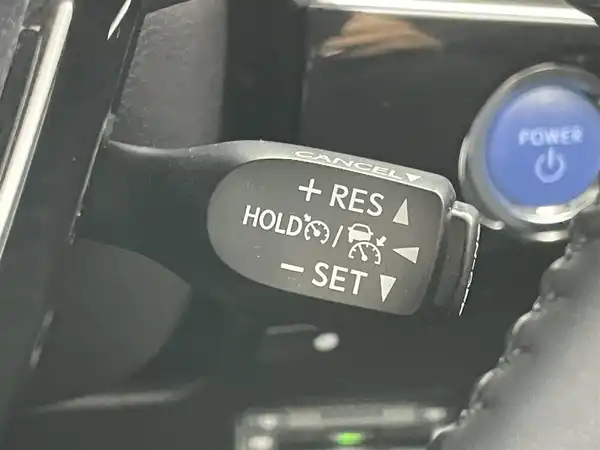 CANCEL
+ RES
HOLD /
- SET
POWER